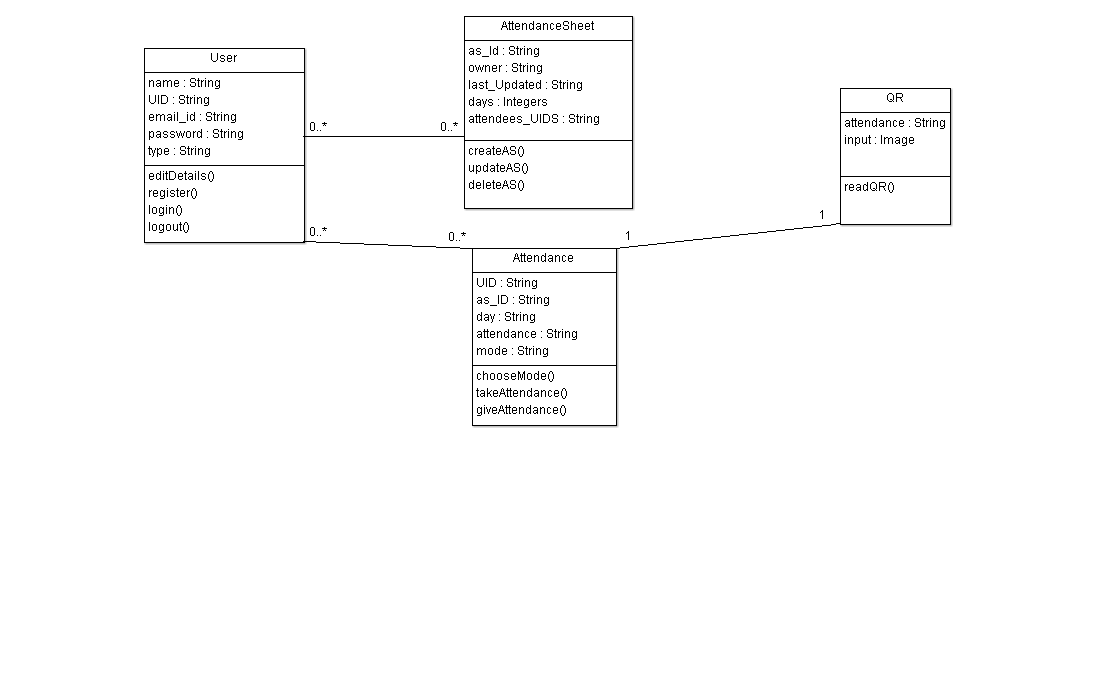 User
name : String
UID : String
email_id : String
password : String
type : String
editDetails()
register()
login()
logout()
0..*
0..*
AttendanceSheet
as_Id : String
owner : String
last_Updated : String
days : Integers
attendees_UIDS : String
createAS()
updateAS()
deleteAS()
QR
attendance : String
input : Image
readQR()
0..*
0..*
1
1
Attendance
UID : String
as_ID : String
day : String
attendance : String
mode : String
chooseMode()
takeAttendance()
giveAttendance()